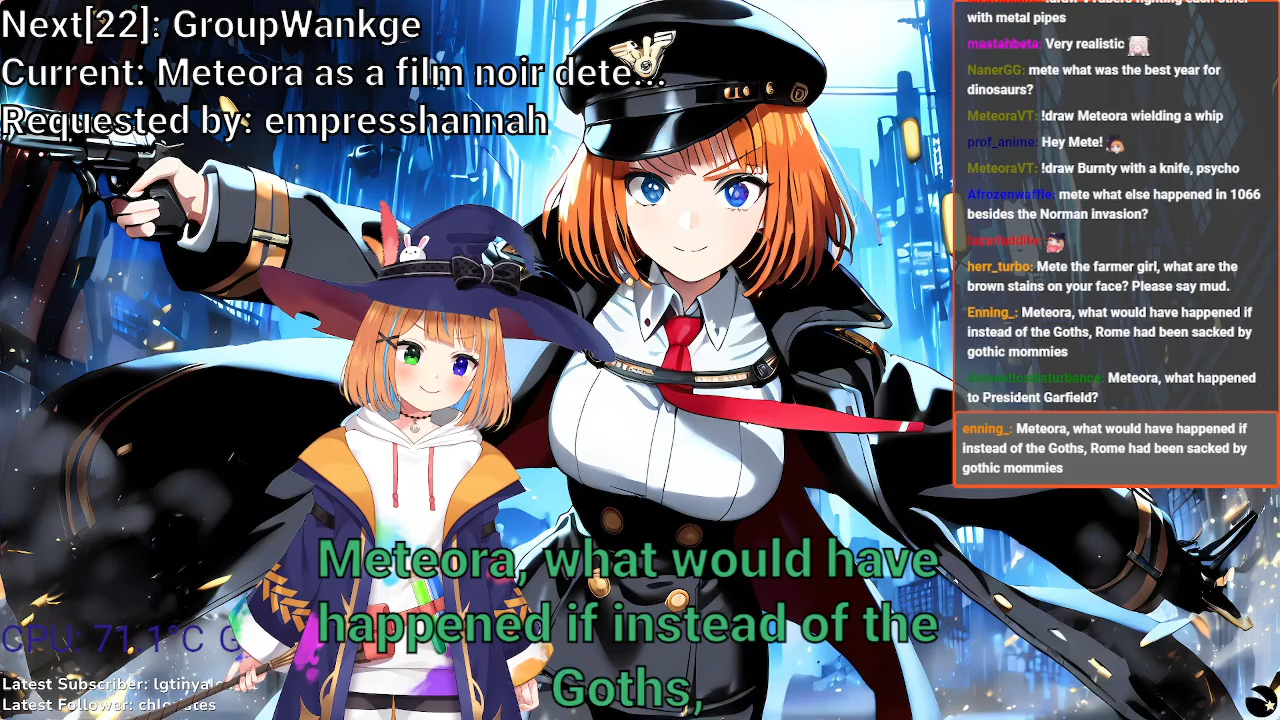 Next[22]: GroupWankge
Current: Meteora as a film noir dete...
Requested by: empresshannah
with metal pipes
mastahbeta: Very realistic
NanerGG: mete what was the best year for
dinosaurs?
MeteoraVT: !draw Meteora wielding a whip
prof_anime: Hey Mete!
MeteoraVT: !draw Burnty with a knife, psycho
Afrozenwaffle: mete what else happened in 1066
besides the Norman invasion?
herr_turbo: Mete the farmer girl, what are the
brown stains on your face? Please say mud.
Enning_: Meteora, what would have happened if
instead of the Goths, Rome had been sacked by
gothic mommies
Meteora, what happened
to President Garfield?
enning_: Meteora, what would have happened if
instead of the Goths, Rome had been sacked by
gothic mommies
Meteora, what would have
happened if instead of the
Goths,
CPU: 71.1°C G
Latest Subscriber:
Latest Follower: